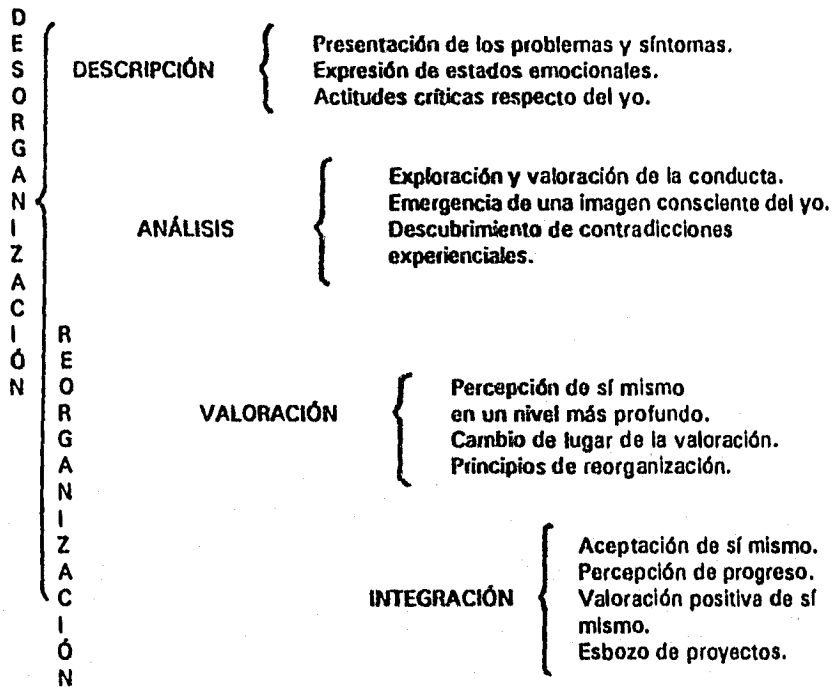 DESORGANIZACIÓN
DESCRIPCIÓN
Presentación de los problemas y síntomas.
Expresión de estados emocionales.
Actitudes críticas respecto del yo.
ANÁLISIS
Exploración y valoración de la conducta.
Emergencia de una imagen consciente del yo.
Descubrimiento de contradicciones
experienciales.
REORGANIZACIÓN
VALORACIÓN
Percepción de sí mismo
en un nivel más profundo.
Cambio de lugar de la valoración.
Principios de reorganización.
INTEGRACIÓN
Aceptación de sí mismo.
Percepción de progreso.
Valoración positiva de sí
mismo.
Esbozo de proyectos.